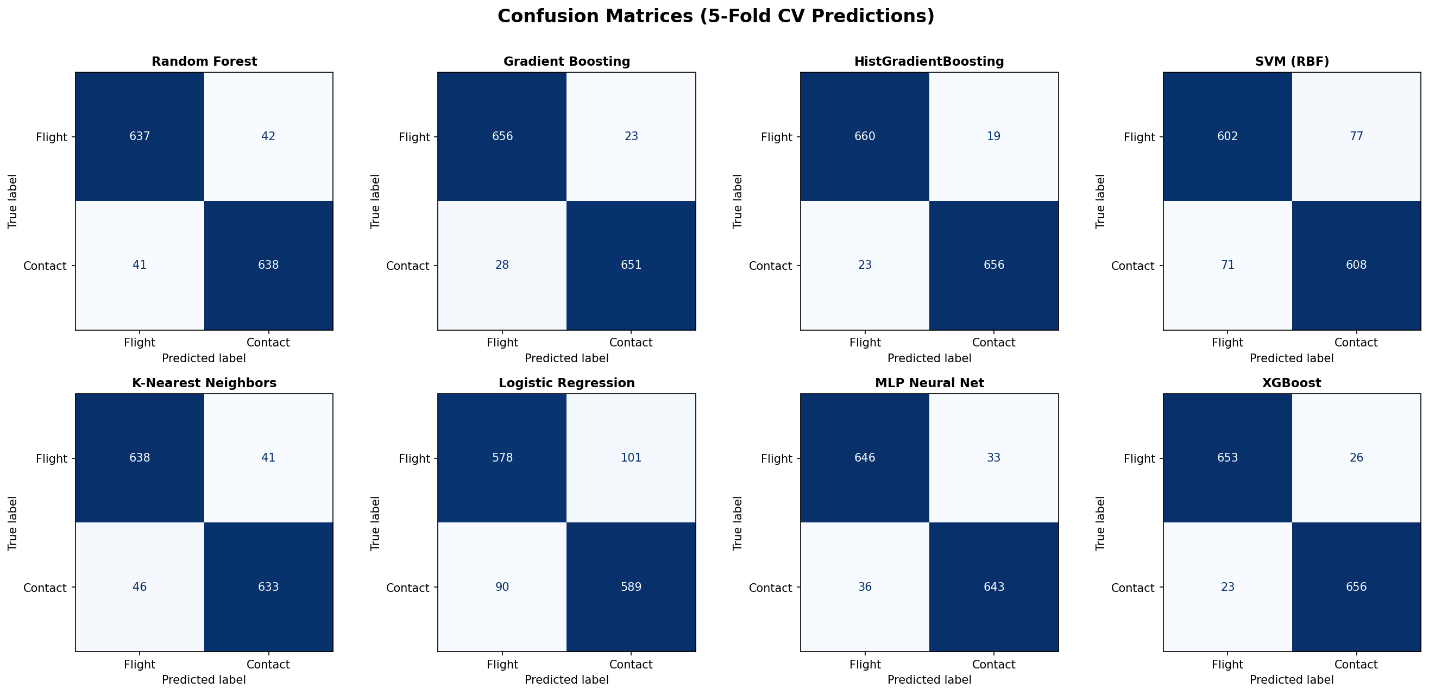 Confusion Matrices (5-Fold CV Predictions)
Random Forest
Flight
637
42
True label
Contact
41
638
Flight
Contact
Predicted label
Gradient Boosting
Flight
656
23
True label
Contact
28
651
Flight
Contact
Predicted label
HistGradientBoosting
Flight
660
19
True label
Contact
23
656
Flight
Contact
Predicted label
SVM (RBF)
Flight
602
77
True label
Contact
71
608
Flight
Contact
Predicted label
K-Nearest Neighbors
Flight
638
41
True label
Contact
46
633
Flight
Contact
Predicted label
Logistic Regression
Flight
578
101
True label
Contact
90
589
Flight
Contact
Predicted label
MLP Neural Net
Flight
646
33
True label
Contact
36
643
Flight
Contact
Predicted label
XGBoost
Flight
653
26
True label
Contact
23
656
Flight
Contact
Predicted label